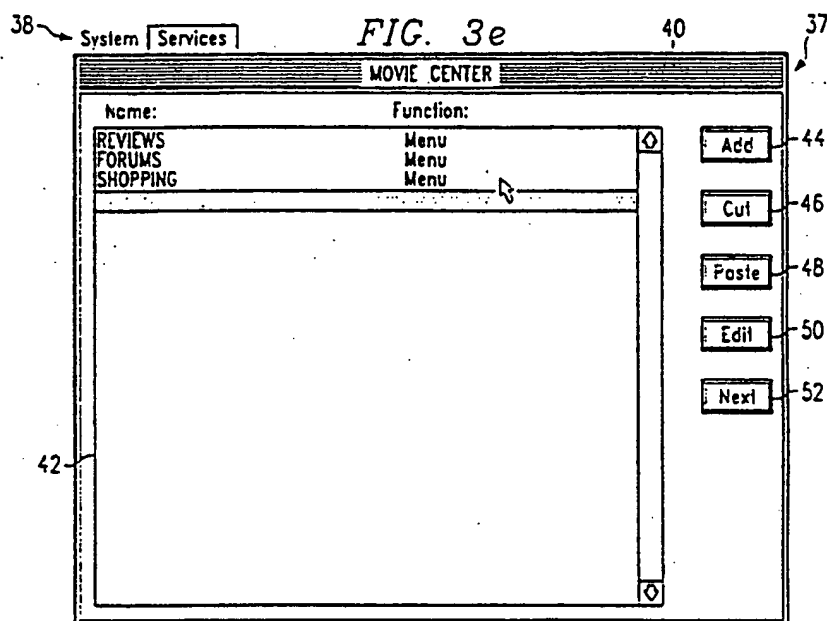 38 System Services FIG. 3e 40 37
MOVIE CENTER
Name: Function:
REVIEWS Menu
FORUMS Menu
SHOPPING Menu
Add 44
Cut 46
Paste 48
Edit 50
Next 52
42